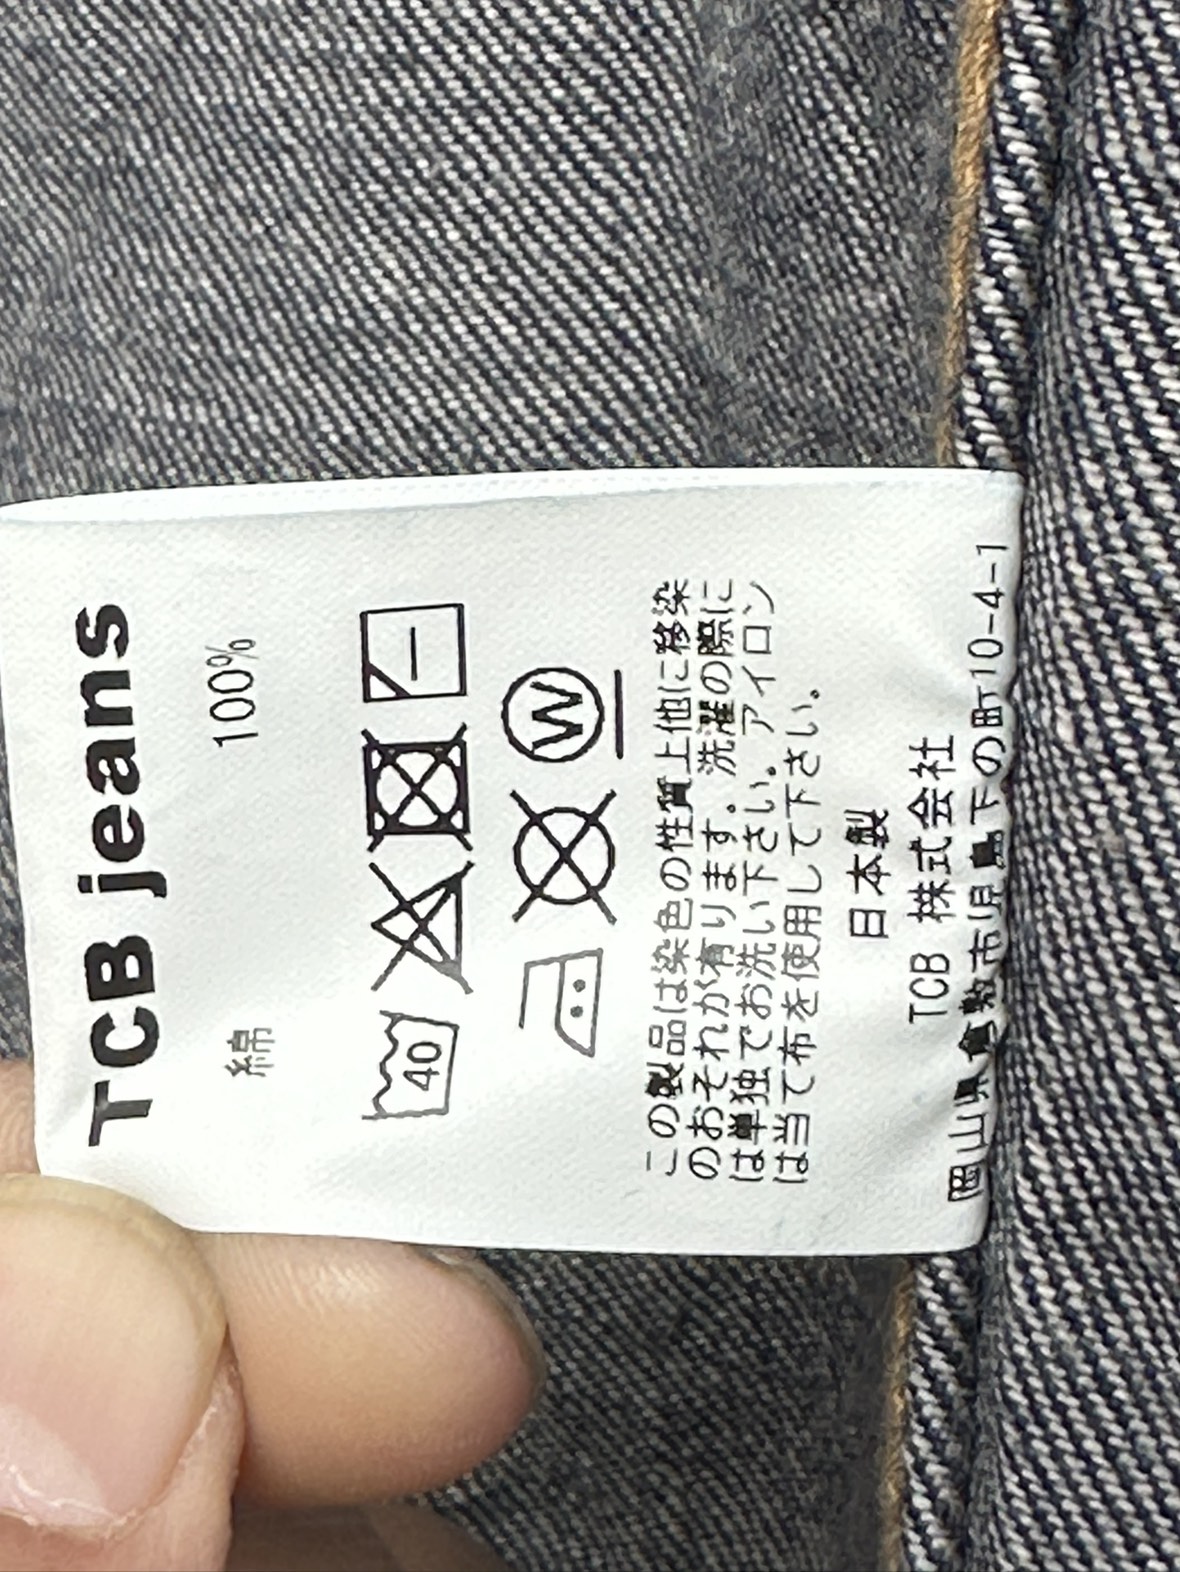 TCB jeans
綿 100%
40
W
この製品は染色の性質上他に移染
のおそれが有ります。洗濯の際に
は単独でお洗い下さい。アイロン
は当て布を使用して下さい。
日本製
TCB 株式会社
岡山県倉敷市児島下の町10-4-1